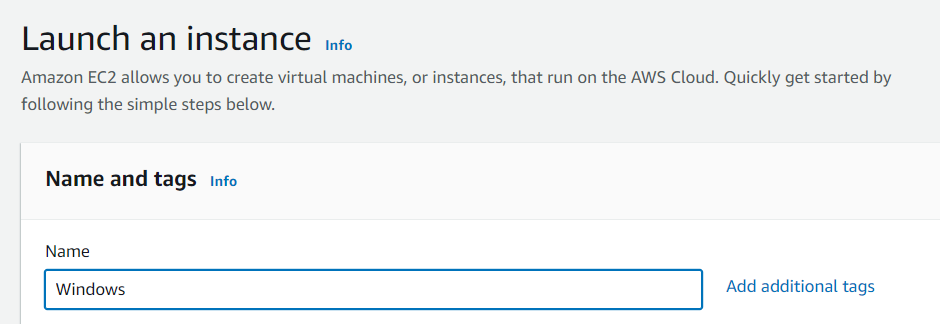 Launch an instance Info
Amazon EC2 allows you to create virtual machines, or instances, that run on the AWS Cloud. Quickly get started by
following the simple steps below.
Name and tags Info
Name
Windows Add additional tags